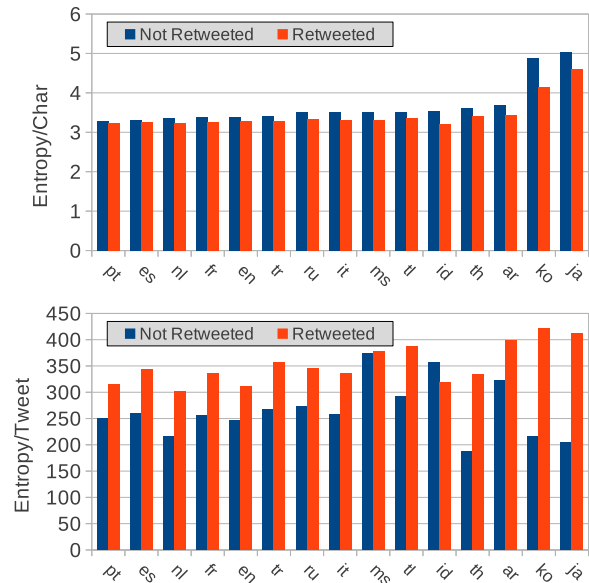 Entropy/Char
6
5
4
3
2
1
0
Not Retweeted Retweeted
pt es nl fr en tr ru it ms tl id th ar ko ja
Entropy/Tweet
450
400
350
300
250
200
150
100
50
0
Not Retweeted Retweeted
pt es nl fr en tr ru it ms tl id th ar ko ja